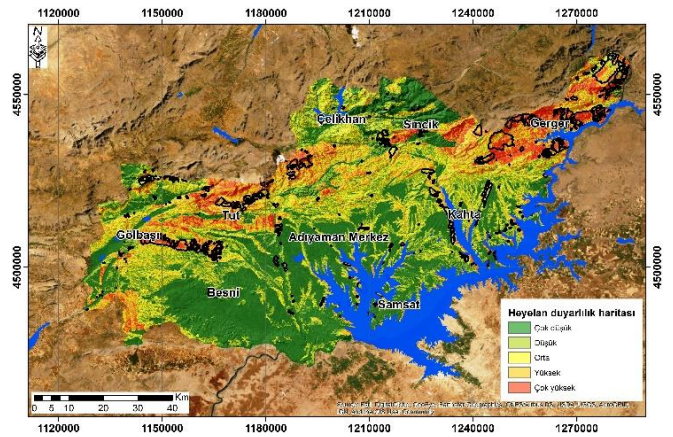 1120000 1150000 1180000 1210000 1240000 1270000
N
4550000 4550000
Çelikhan
Sincik
Gerger
Tut
Kahta
Gölbaşı
Adıyaman Merkez
4500000 4500000
Besni
Samsat
Heyelan duyarlılık haritası
Çok düşük
Düşük
Orta
Yüksek
Çok yüksek
Km
0 5 10 20 30 40
1120000 1150000 1180000 1210000 1240000 1270000